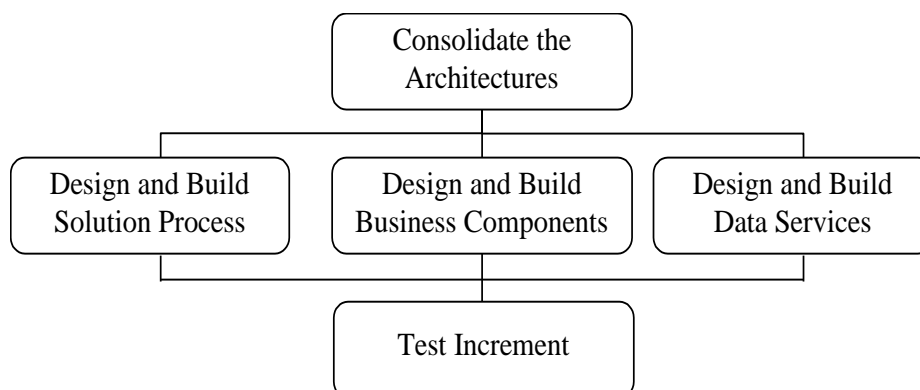 Consolidate the
Architectures
Design and Build
Solution Process
Design and Build
Business Components
Design and Build
Data Services
Test Increment